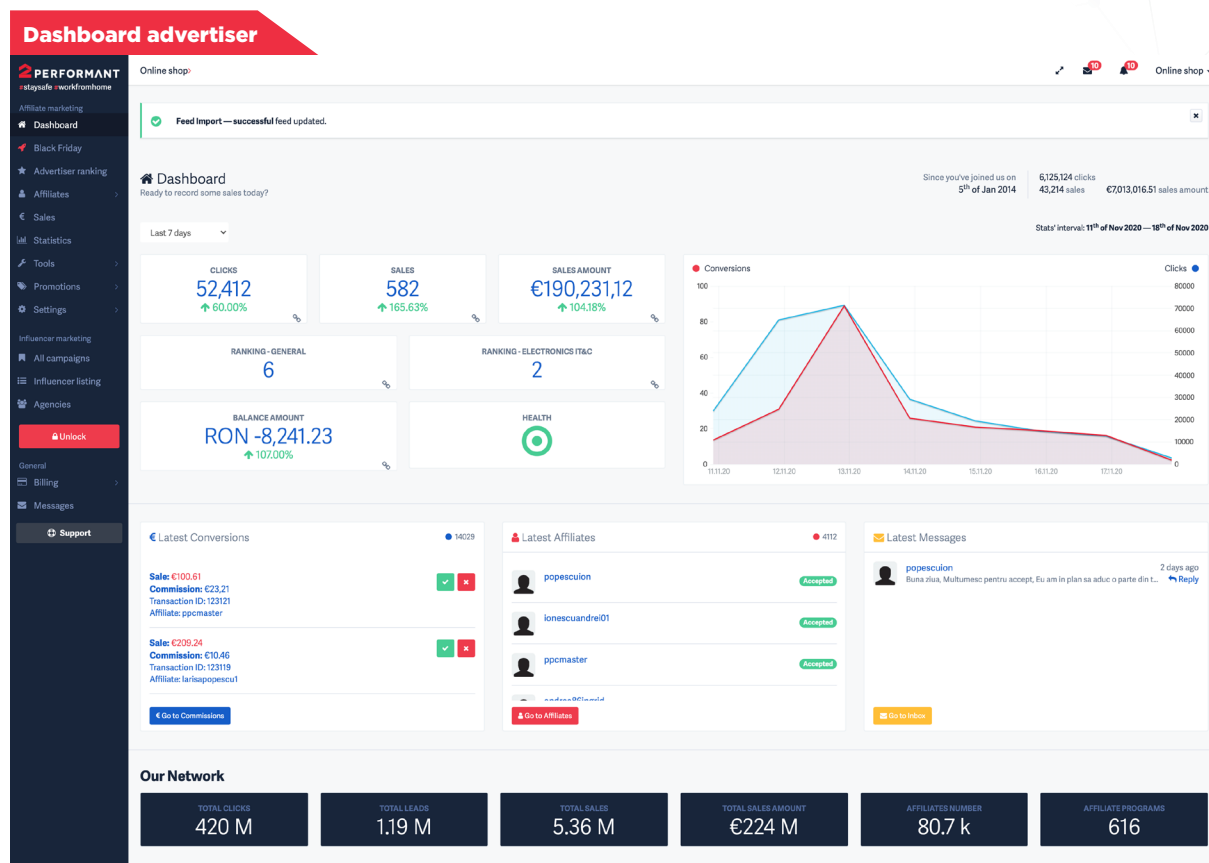 Dashboard advertiser
2PERFORMANT
#staysafe #workfromhome
Affiliate marketing
Dashboard
Black Friday
Advertiser ranking
Affiliates
€ Sales
Statistics
Tools
Promotions
Settings
Influencer marketing
All campaigns
Influencer listing
Agencies
Unlock
General
Billing
Messages
Support
Online shop
10
10
Online shop
Feed Import — successful feed updated.
Dashboard
Ready to record some sales today?
Since you've joined us on
5th of Jan 2014
6,125,124 clicks
43,214 sales €7,013,016.51 sales amount
Last 7 days
Stats' interval: 11th of Nov 2020 — 18th of Nov 2020
CLICKS
52,412
60.00%
SALES
582
165.63%
SALES AMOUNT
€190,231,12
104.18%
RANKING - GENERAL
6
RANKING - ELECTRONICS IT&C
2
BALANCE AMOUNT
RON -8,241.23
107.00%
HEALTH
Conversions
Clicks
100
80
60
40
20
0
80000
70000
60000
50000
40000
30000
20000
10000
0
11.11.20 12.11.20 13.11.20 14.11.20 15.11.20 16.11.20 17.11.20
€ Latest Conversions
14029
Sale: €100.61
Commission: €23,21
Transaction ID: 123121
Affiliate: ppcmaster
Sale: €209.24
Commission: €10.46
Transaction ID: 123119
Affiliate: larisapopescu1
€ Go to Commissions
Latest Affiliates
4112
popescuion
Accepted
ionescuandrei01
Accepted
ppcmaster
Accepted
Go to Affiliates
Latest Messages
popescuion
2 days ago
Buna ziua, Multumesc pentru accept, Eu am in plan sa aduc o parte din t...
Reply
Go to Inbox
Our Network
TOTAL CLICKS
420 M
TOTAL LEADS
1.19 M
TOTAL SALES
5.36 M
TOTAL SALES AMOUNT
€224 M
AFFILIATES NUMBER
80.7 k
AFFILIATE PROGRAMS
616